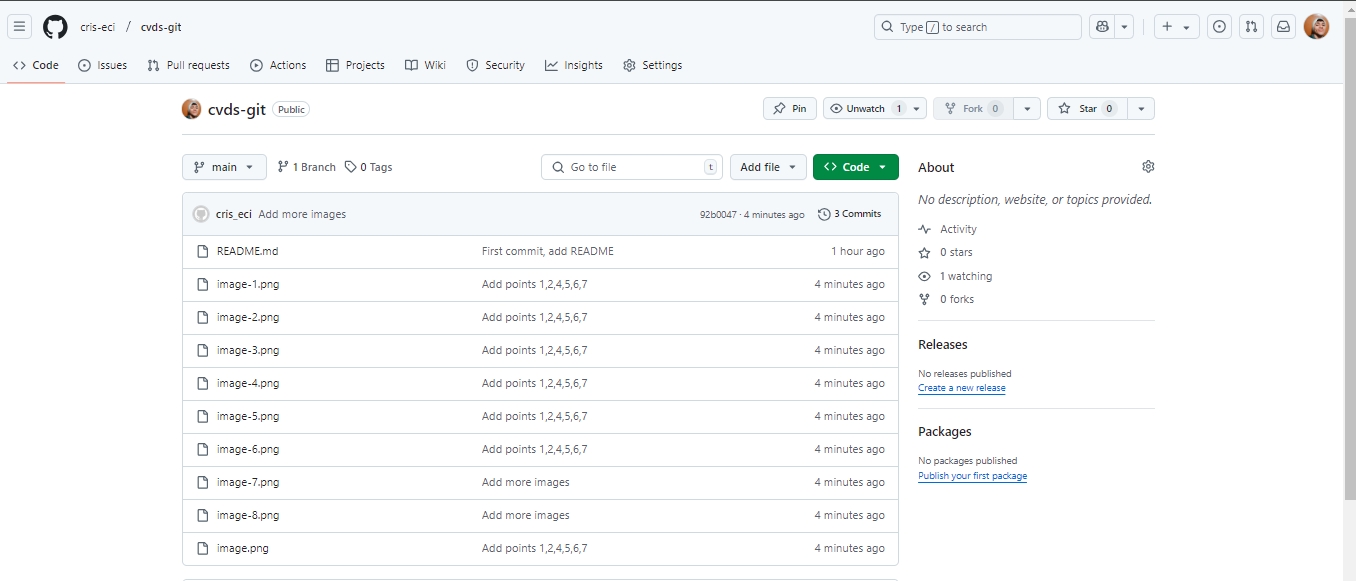 cris-eci / cvds-git Type / to search
Code Issues Pull requests Actions Projects Wiki Security Insights Settings
cvds-git Public Pin Unwatch 1 Fork 0 Star 0
main 1 Branch 0 Tags Go to file t Add file Code
cris_eci Add more images 92b0047 · 4 minutes ago 3 Commits
README.md First commit, add README 1 hour ago
image-1.png Add points 1,2,4,5,6,7 4 minutes ago
image-2.png Add points 1,2,4,5,6,7 4 minutes ago
image-3.png Add points 1,2,4,5,6,7 4 minutes ago
image-4.png Add points 1,2,4,5,6,7 4 minutes ago
image-5.png Add points 1,2,4,5,6,7 4 minutes ago
image-6.png Add points 1,2,4,5,6,7 4 minutes ago
image-7.png Add more images 4 minutes ago
image-8.png Add more images 4 minutes ago
image.png Add points 1,2,4,5,6,7 4 minutes ago
About
No description, website, or topics provided.
Activity
0 stars
1 watching
0 forks
Releases
No releases published
Create a new release
Packages
No packages published
Publish your first package